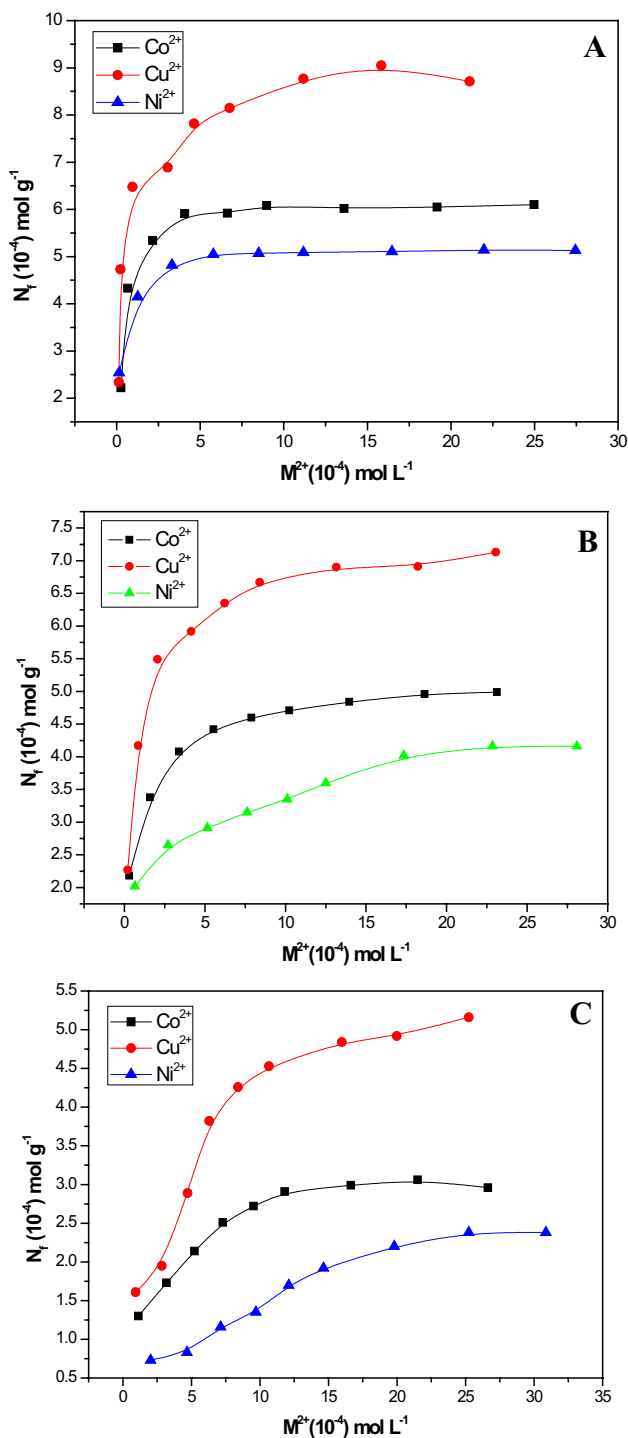 A
Co²⁺
Cu²⁺
Ni²⁺
10
9
8
7
6
5
4
3
2
N_f (10⁻⁴) mol g⁻¹
0 5 10 15 20 25 30
M²⁺(10⁻⁴) mol L⁻¹
B
Co²⁺
Cu²⁺
Ni²⁺
7.5
7.0
6.5
6.0
5.5
5.0
4.5
4.0
3.5
3.0
2.5
2.0
N_f (10⁻⁴) mol g⁻¹
0 5 10 15 20 25 30
M²⁺(10⁻⁴) mol L⁻¹
C
Co²⁺
Cu²⁺
Ni²⁺
5.5
5.0
4.5
4.0
3.5
3.0
2.5
2.0
1.5
1.0
0.5
N_f (10⁻⁴) mol g⁻¹
0 5 10 15 20 25 30 35
M²⁺(10⁻⁴) mol L⁻¹